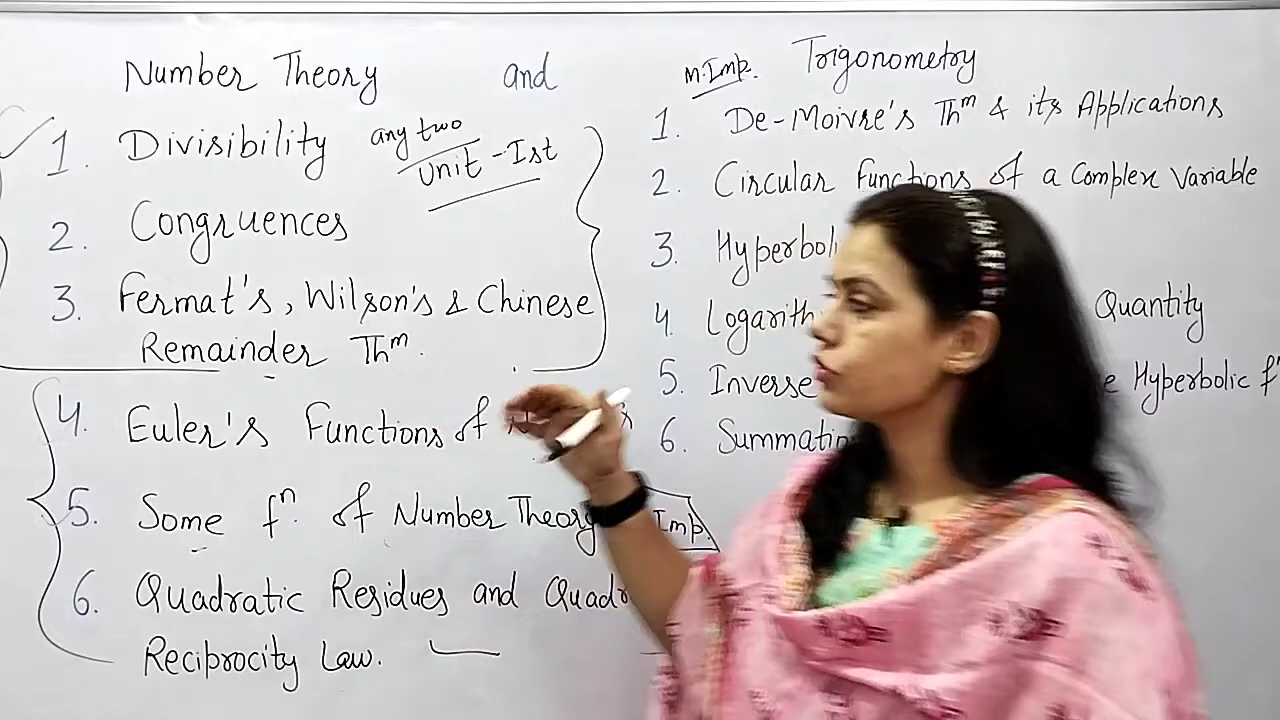 Number Theory and
1. Divisibility any two
Unit-Ist
2. Congruences
3. Fermat's, Wilson's & Chinese
Remainder Thm.
4. Euler's Functions of
5. Some fn. of Number Theory Imp.
6. Quadratic Residues and Quadr
Reciprocity Law.
M.Imp. Trigonometry
1. De-Moivre's Thm & its Applications
2. Circular Functions of a Complex Variable
3. Hyperboli
4. Logarith Quantity
5. Inverse Hyperbolic fn
6. Summatio